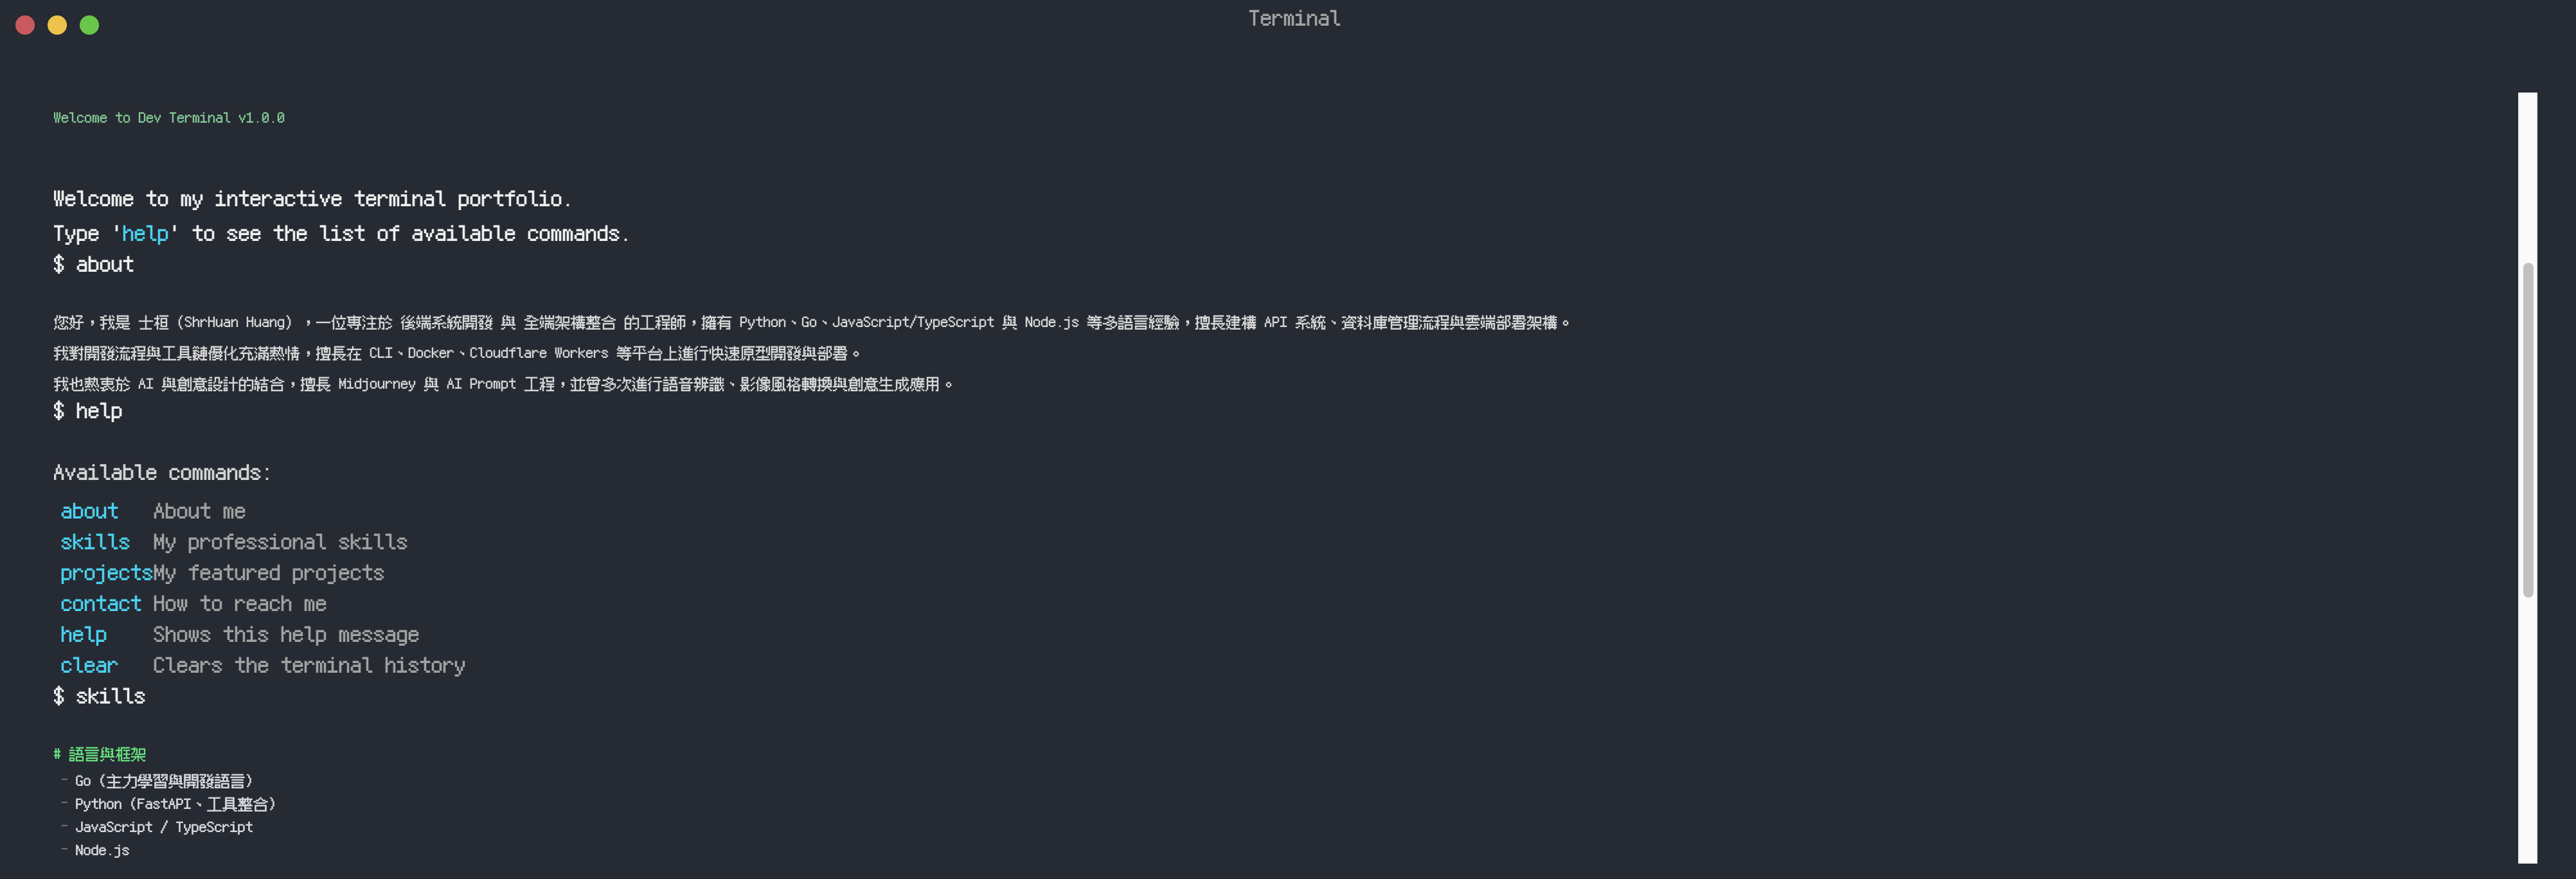 Terminal
Welcome to Dev Terminal v1.0.0
Welcome to my interactive terminal portfolio.
Type 'help' to see the list of available commands.
$ about
您好，我是 士桓 (ShrHuan Huang) ，一位專注於 後端系統開發 與 全端架構整合 的工程師，擁有 Python、Go、JavaScript/TypeScript 與 Node.js 等多語言經驗，擅長建構 API 系統、資料庫管理流程與雲端部署架構。
我對開發流程與工具鏈優化充滿熱情，擅長在 CLI、Docker、Cloudflare Workers 等平台上進行快速原型開發與部署。
我也熱衷於 AI 與創意設計的結合，擅長 Midjourney 與 AI Prompt 工程，並曾多次進行語音辨識、影像風格轉換與創意生成應用。
$ help
Available commands:
about About me
skills My professional skills
projectsMy featured projects
contact How to reach me
help Shows this help message
clear Clears the terminal history
$ skills
# 語言與框架
- Go (主力學習與開發語言)
- Python (FastAPI、工具整合)
- JavaScript / TypeScript
- Node.js